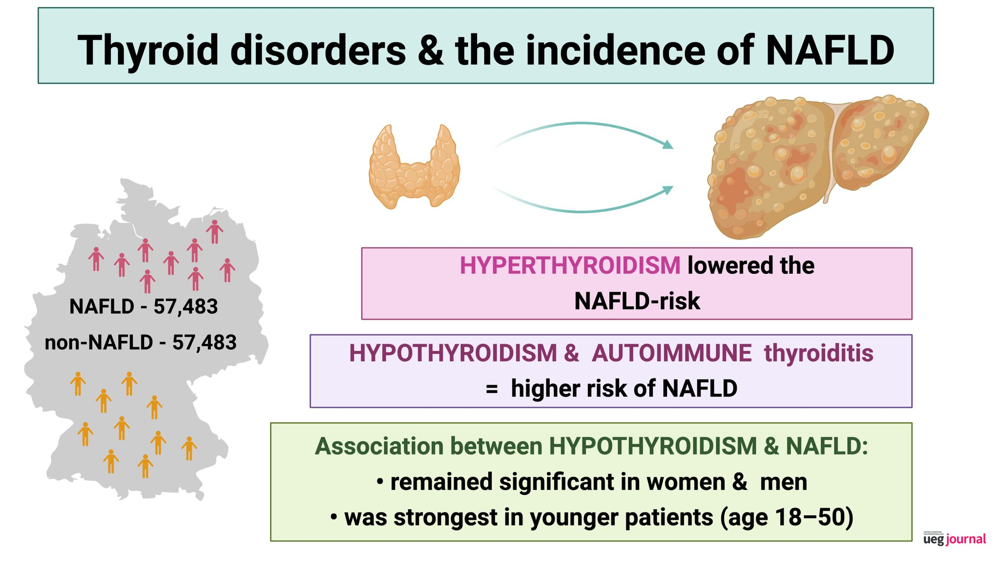 Thyroid disorders & the incidence of NAFLD
NAFLD - 57,483
non-NAFLD - 57,483
HYPERTHYROIDISM lowered the
NAFLD-risk
HYPOTHYROIDISM & AUTOIMMUNE thyroiditis
= higher risk of NAFLD
Association between HYPOTHYROIDISM & NAFLD:
• remained significant in women & men
• was strongest in younger patients (age 18–50)
UNITED EUROPEAN
GASTROENTEROLOGY
ueg journal